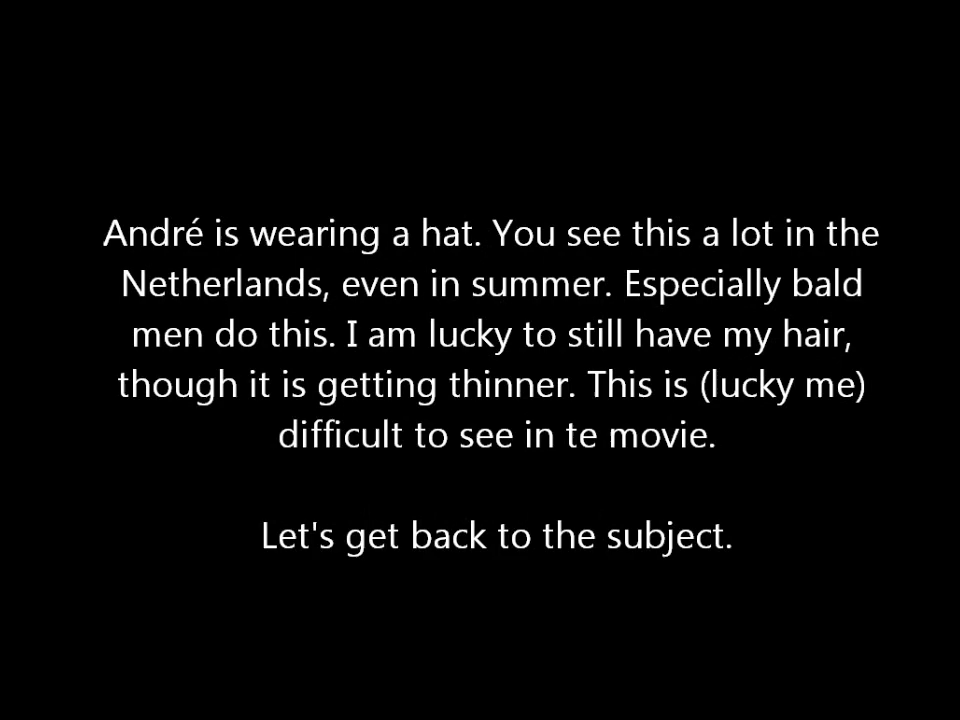 André is wearing a hat. You see this a lot in the
Netherlands, even in summer. Especially bald
men do this. I am lucky to still have my hair,
though it is getting thinner. This is (lucky me)
difficult to see in te movie.
Let's get back to the subject.